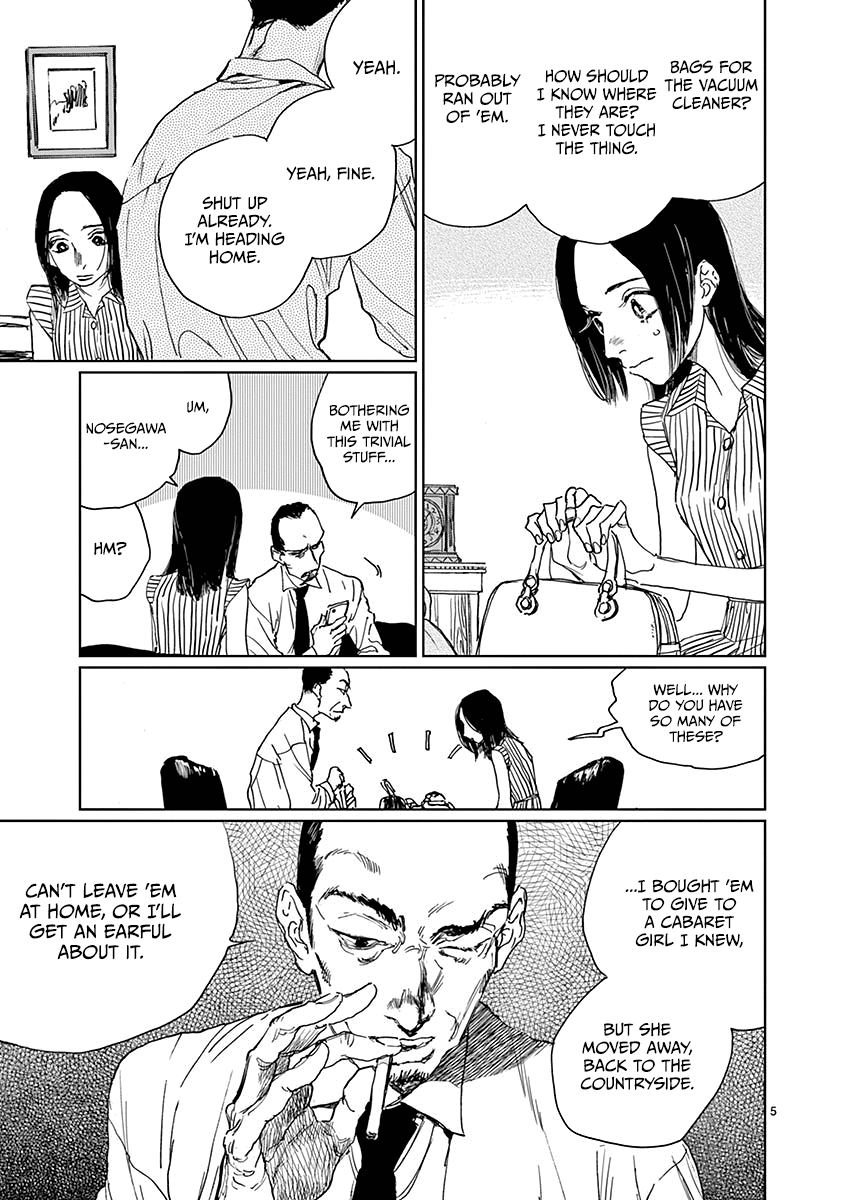 BAGS FOR
THE VACUUM
CLEANER?
HOW SHOULD
I KNOW WHERE
THEY ARE?
I NEVER TOUCH
THE THING.
PROBABLY
RAN OUT
OF 'EM.
YEAH.
YEAH, FINE.
SHUT UP
ALREADY.
I'M HEADING
HOME.
BOTHERING
ME WITH
THIS TRIVIAL
STUFF...
UM,
NOSEGAWA
-SAN...
HM?
WELL... WHY
DO YOU HAVE
SO MANY OF
THESE?
...I BOUGHT 'EM
TO GIVE TO
A CABARET
GIRL I KNEW,
BUT SHE
MOVED AWAY,
BACK TO THE
COUNTRYSIDE.
CAN'T LEAVE 'EM
AT HOME, OR I'LL
GET AN EARFUL
ABOUT IT.
5